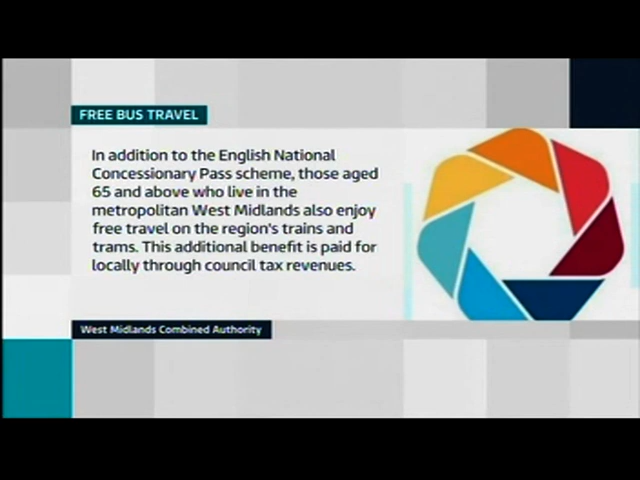 FREE BUS TRAVEL
In addition to the English National
Concessionary Pass scheme, those aged
65 and above who live in the
metropolitan West Midlands also enjoy
free travel on the region's trains and
trams. This additional benefit is paid for
locally through council tax revenues.
West Midlands Combined Authority